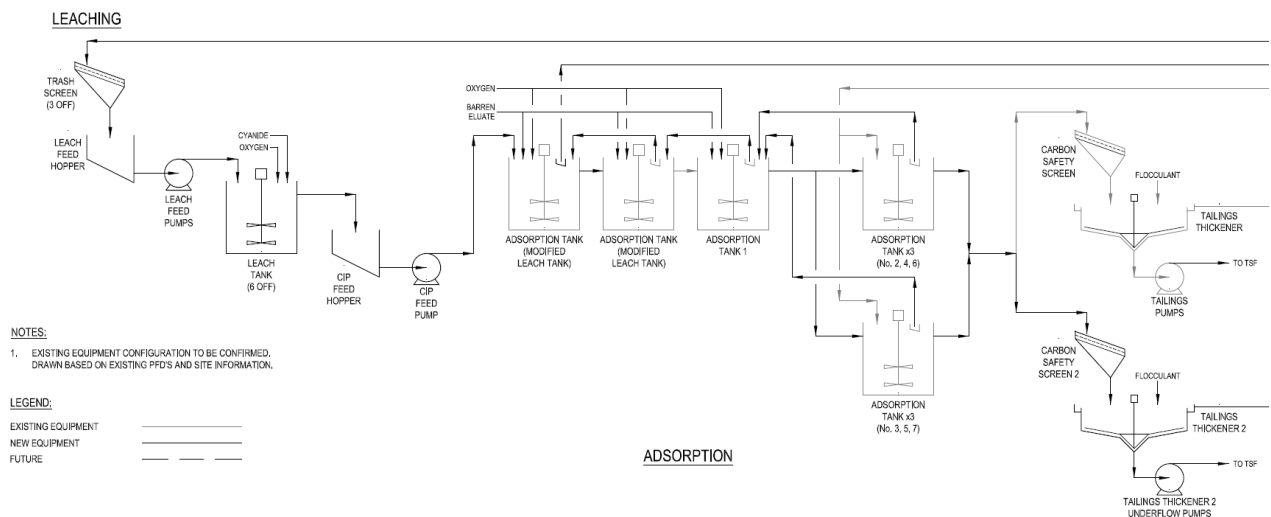 LEACHING
TRASH
SCREEN
(3 OFF)
LEACH
FEED
HOPPER
LEACH
FEED
PUMPS
CYANIDE
OXYGEN
LEACH
TANK
(6 OFF)
CIP
FEED
HOPPER
CIP
FEED
PUMP
OXYGEN
BARREN
ELUATE
ADSORPTION TANK
(MODIFIED
LEACH TANK)
ADSORPTION TANK
(MODIFIED
LEACH TANK)
ADSORPTION
TANK 1
ADSORPTION
TANK x3
(No. 2, 4, 6)
ADSORPTION
TANK x3
(No. 3, 5, 7)
CARBON
SAFETY
SCREEN
FLOCCULANT
TAILINGS
THICKENER
TO TSF
TAILINGS
PUMPS
CARBON
SAFETY
SCREEN 2
FLOCCULANT
TAILINGS
THICKENER 2
TO TSF
TAILINGS THICKENER 2
UNDERFLOW PUMPS
NOTES:
1. EXISTING EQUIPMENT CONFIGURATION TO BE CONFIRMED,
DRAWN BASED ON EXISTING PFD'S AND SITE INFORMATION.
LEGEND:
EXISTING EQUIPMENT
NEW EQUIPMENT
FUTURE
ADSORPTION